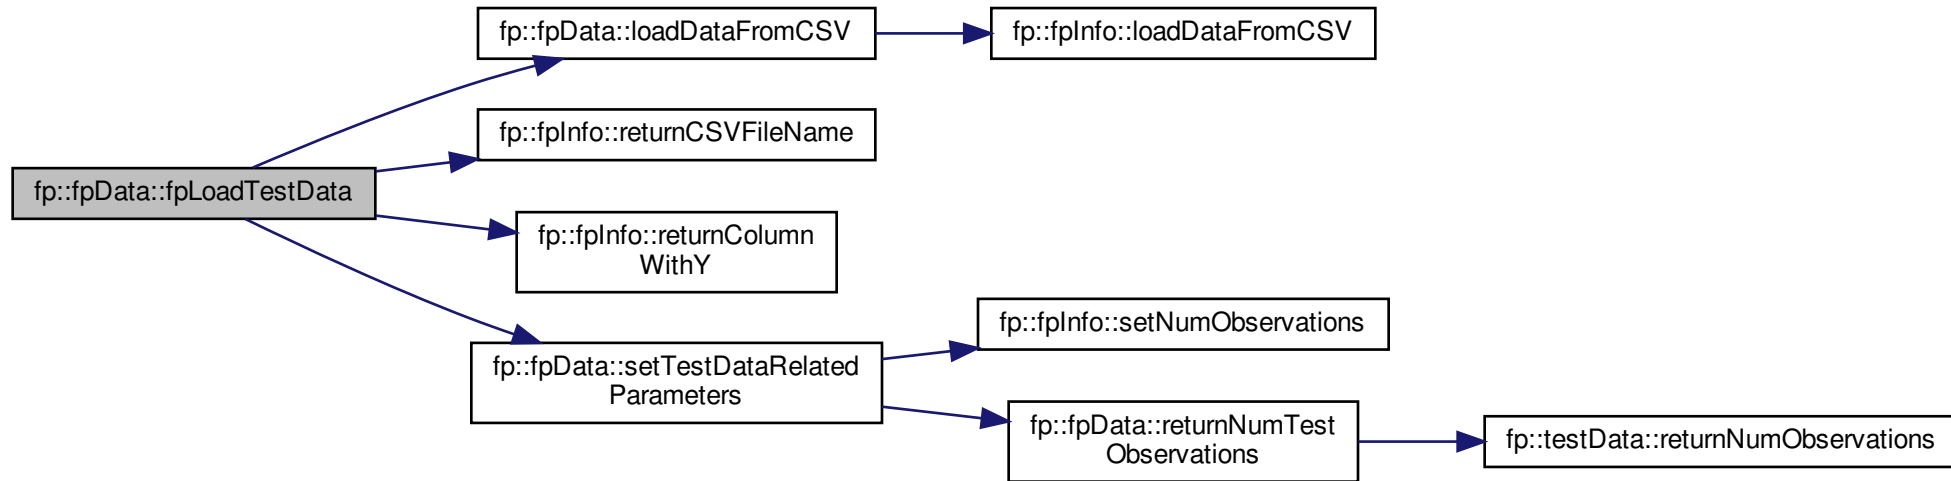 fp::fpData::loadDataFromCSV
fp::fpInfo::loadDataFromCSV
fp::fpInfo::returnCSVFileName
fp::fpData::fpLoadTestData
fp::fpInfo::returnColumn
WithY
fp::fpInfo::setNumObservations
fp::fpData::setTestDataRelated
Parameters
fp::fpData::returnNumTest
Observations
fp::testData::returnNumObservations